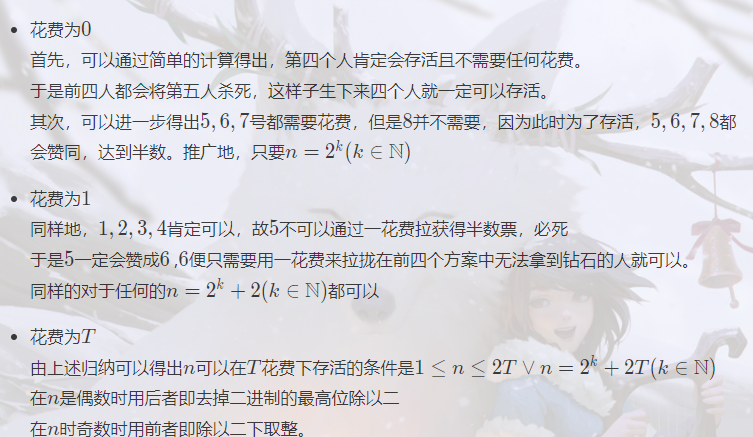 花费为0
首先，可以通过简单的计算得出，第四个人肯定会存活且不需要任何花费。
于是前四人都会将第五人杀死，这样子生下来四个人就一定可以存活。
其次，可以进一步得出5, 6, 7号都需要花费，但是8并不需要，因为此时为了存活，5, 6, 7, 8都
会赞同，达到半数。推广地，只要n = 2^k(k ∈ ℕ)
花费为1
同样地，1, 2, 3, 4肯定可以，故5不可以通过一花费拉获得半数票，必死
于是5一定会赞成6 ,6便只需要用一花费来拉拢在前四个方案中无法拿到钻石的人就可以。
同样的对于任何的n = 2^k + 2(k ∈ ℕ)都可以
花费为T
由上述归纳可以得出n可以在T花费下存活的条件是1 ≤ n ≤ 2T ∨ n = 2^k + 2T(k ∈ ℕ)
在n是偶数时用后者即去掉二进制的最高位除以二
在n时奇数时用前者即除以二下取整。